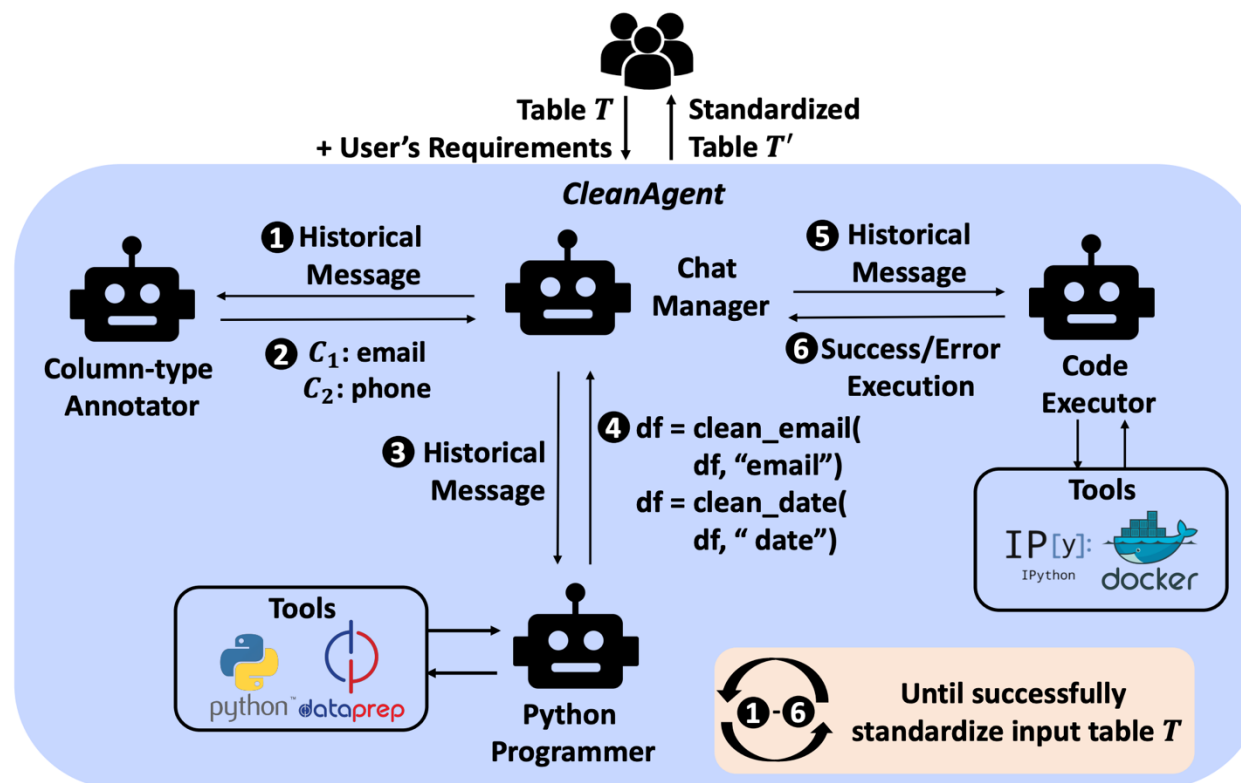 Table T
+ User's Requirements
Standardized
Table T'
CleanAgent
❶ Historical
Message
❷ C₁: email
C₂: phone
Column-type
Annotator
Chat
Manager
❺ Historical
Message
❻ Success/Error
Execution
Code
Executor
❸ Historical
Message
❹ df = clean_email(
df, “email”)
df = clean_date(
df, “ date”)
Tools
IP[y]:
IPython
docker
Tools
python™
dataprep
Python
Programmer
❶-❻
Until successfully
standardize input table T